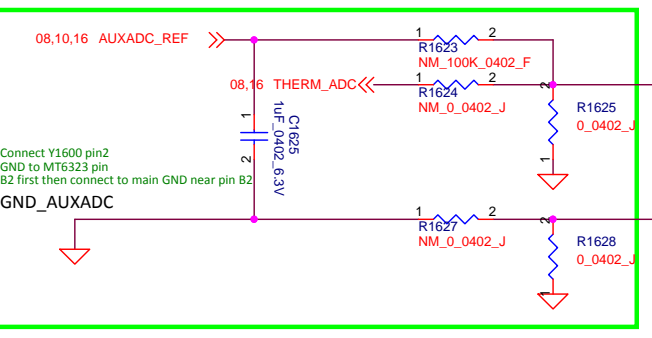 1
2
08,10,16 AUXADC_REF
R1623
NM_100K_0402_F
1
2
08,16 THERM_ADC
R1624
NM_0_0402_J
2
R1625
0_0402_J
1
1
C1625
1uF_0402_6.3V
2
Connect Y1600 pin2
GND to MT6323 pin
B2 first then connect to main GND near pin B2
GND_AUXADC
1
2
R1627
NM_0_0402_J
2
R1628
0_0402_J
1